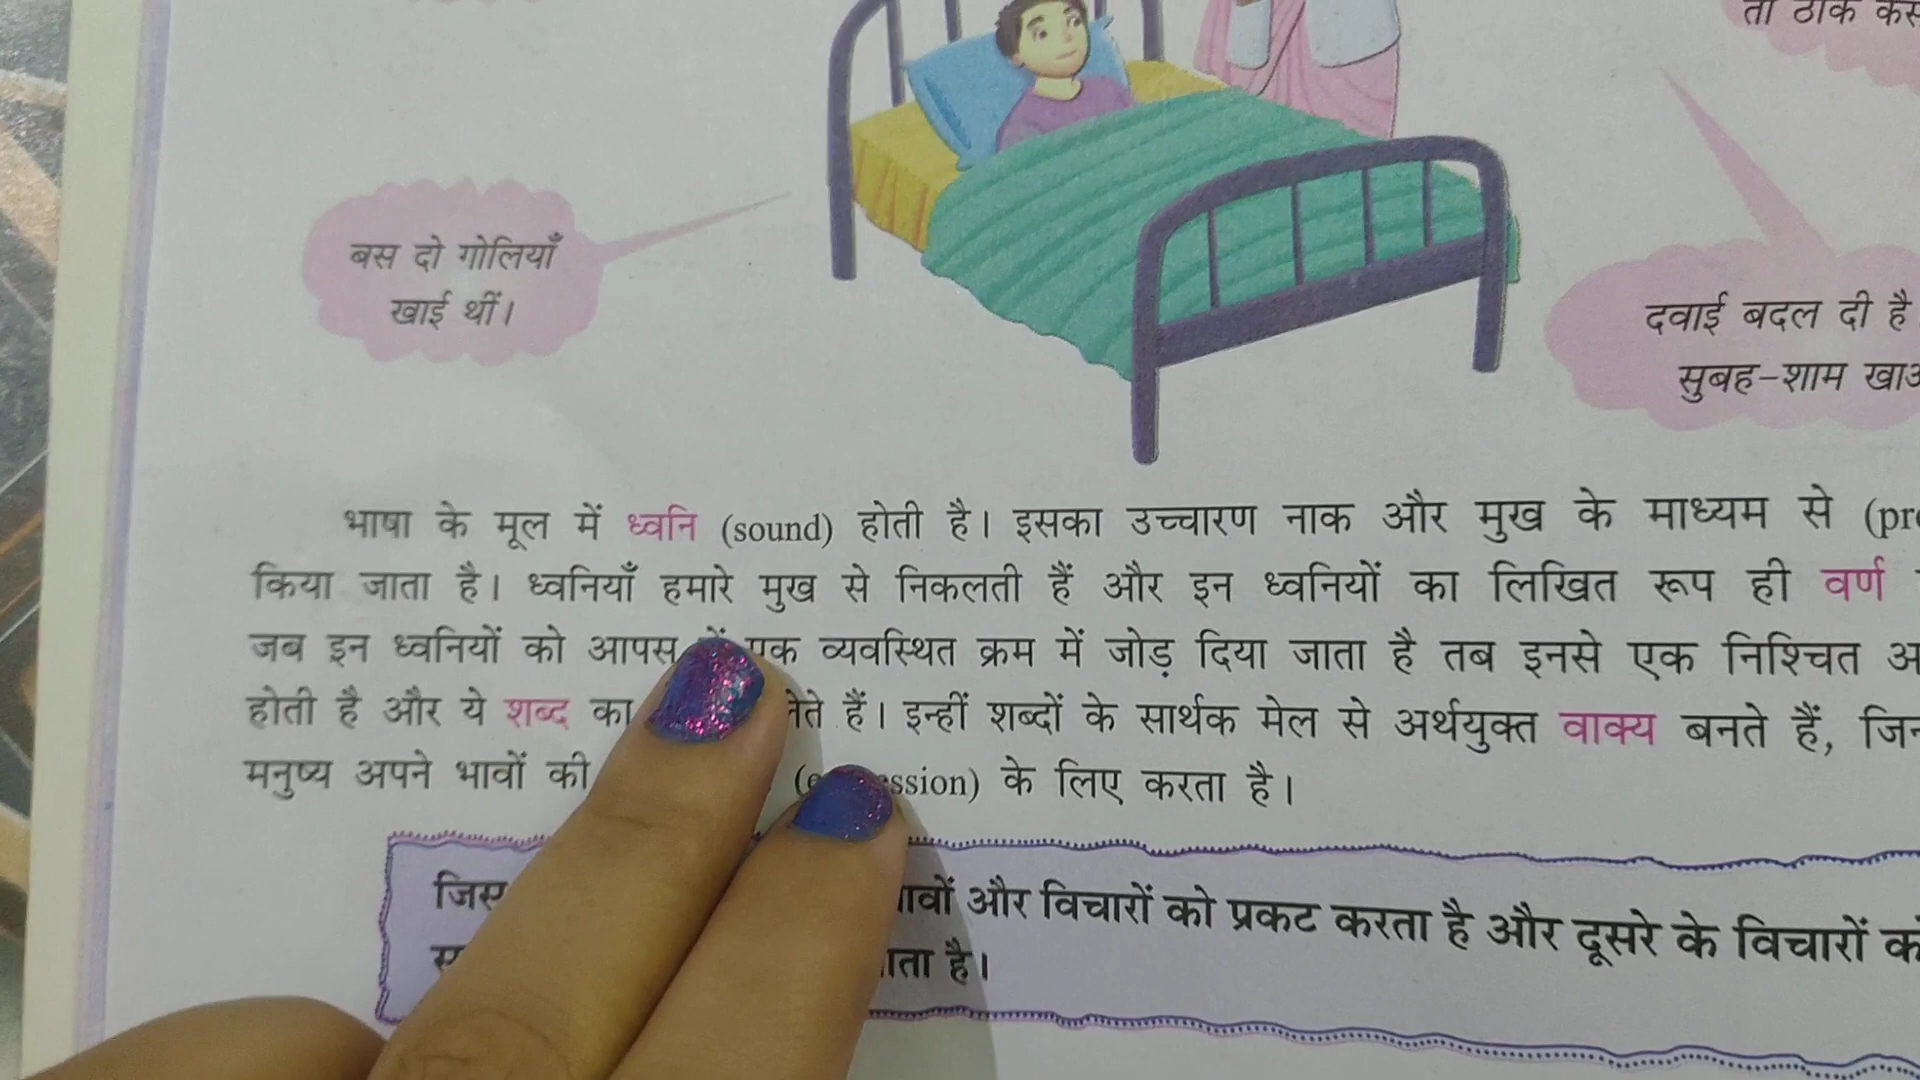 तो ठीक
बस दो गोलियाँ
खाई थीं।
दवाई बदल दी है
सुबह-शाम
भाषा के मूल में ध्वनि (sound) होती है। इसका उच्चारण नाक और मुख के माध्यम से
किया जाता है। ध्वनियाँ हमारे मुख से निकलती हैं और इन ध्वनियों का लिखित रूप ही वर्ण
जब इन ध्वनियों को आपस में एक व्यवस्थित क्रम में जोड़ दिया जाता है तब इनसे एक निश्चित
होती है और ये शब्द का हैं। इन्हीं शब्दों के सार्थक मेल से अर्थयुक्त वाक्य बनते हैं,
मनुष्य अपने भावों की के लिए करता है।
और विचारों को प्रकट करता है और दूसरे के विचारों
है।